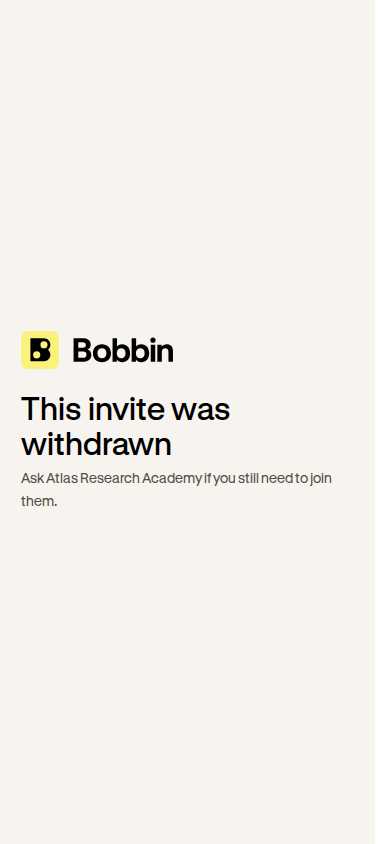 Bobbin
This invite was
withdrawn
Ask Atlas Research Academy if you still need to join
them.